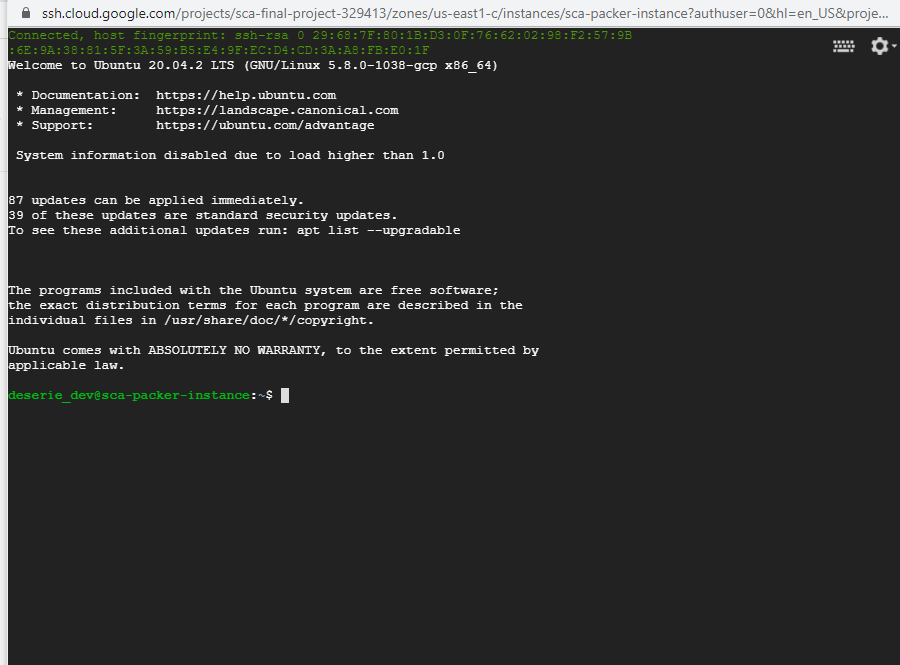 ssh.cloud.google.com/projects/sca-final-project-329413/zones/us-east1-c/instances/sca-packer-instance?authuser=0&hl=en_US&proje...
Connected, host fingerprint: ssh-rsa 0 29:68:7F:80:1B:D3:0F:76:62:02:98:F2:57:9B
:6E:9A:38:81:5F:3A:59:B5:E4:9F:EC:D4:CD:3A:A8:FB:E0:1F
Welcome to Ubuntu 20.04.2 LTS (GNU/Linux 5.8.0-1038-gcp x86_64)
* Documentation: https://help.ubuntu.com
* Management: https://landscape.canonical.com
* Support: https://ubuntu.com/advantage
System information disabled due to load higher than 1.0
87 updates can be applied immediately.
39 of these updates are standard security updates.
To see these additional updates run: apt list --upgradable
The programs included with the Ubuntu system are free software;
the exact distribution terms for each program are described in the
individual files in /usr/share/doc/*/copyright.
Ubuntu comes with ABSOLUTELY NO WARRANTY, to the extent permitted by
applicable law.
deserie_dev@sca-packer-instance:~$